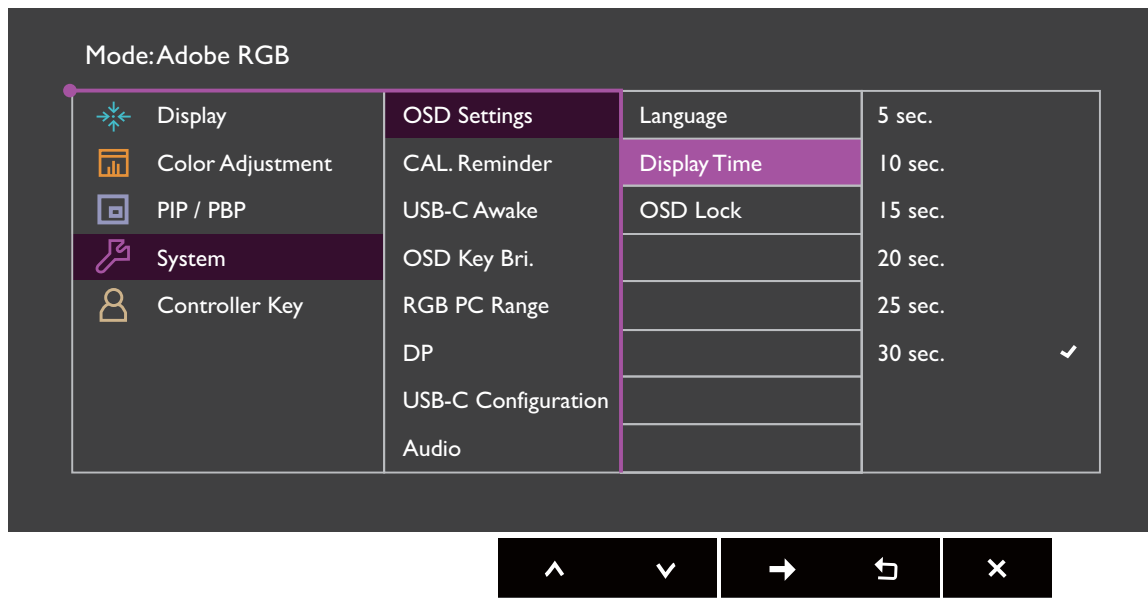 Mode: Adobe RGB
Display
Color Adjustment
PIP / PBP
System
Controller Key
OSD Settings
CAL. Reminder
USB-C Awake
OSD Key Bri.
RGB PC Range
DP
USB-C Configuration
Audio
Language
Display Time
OSD Lock
5 sec.
10 sec.
15 sec.
20 sec.
25 sec.
30 sec.